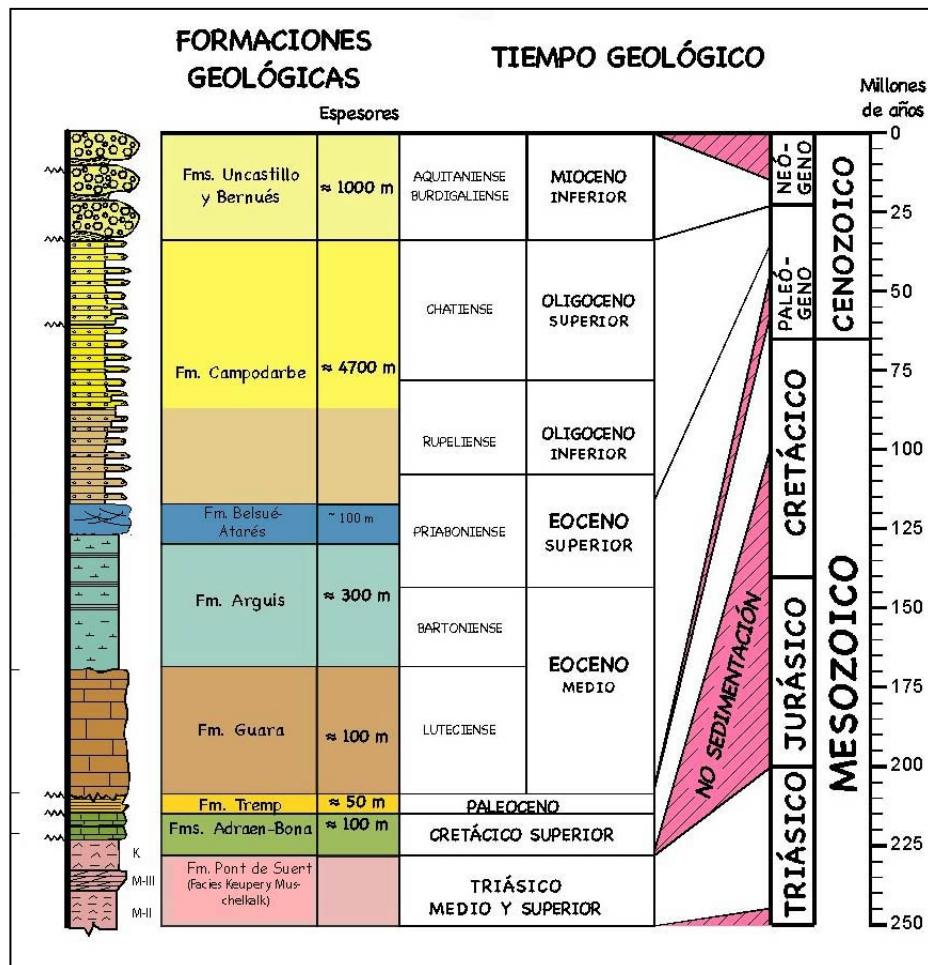 FORMACIONES
GEOLÓGICAS
TIEMPO GEOLÓGICO
Espesores
Millones
de años
Fms. Uncastillo
y Bernués
≈ 1000 m
AQUITANIENSE
BURDIGALIENSE
MIOCENO
INFERIOR
Fm. Campodarbe
≈ 4700 m
CHATIENSE
OLIGOCENO
SUPERIOR
RUPELIENSE
OLIGOCENO
INFERIOR
Fm. Belsué-
Atarés
~ 100 m
PRIABONIENSE
EOCENO
SUPERIOR
Fm. Arguis
≈ 300 m
BARTONIENSE
EOCENO
MEDIO
Fm. Guara
≈ 100 m
LUTECIENSE
Fm. Tremp
≈ 50 m
PALEOCENO
Fms. Adraen-Bona
≈ 100 m
CRETÁCICO SUPERIOR
K
M-III
M-II
Fm. Pont de Suert
(Facies Keuper y Mus-
chelkalk)
TRIÁSICO
MEDIO Y SUPERIOR
NO SEDIMENTACIÓN
NEÓ-
GENO
PALEÓ-
GENO
CRETÁCICO
JURÁSICO
TRIÁSICO
CENOZOICO
MESOZOICO
0
25
50
75
100
125
150
175
200
225
250